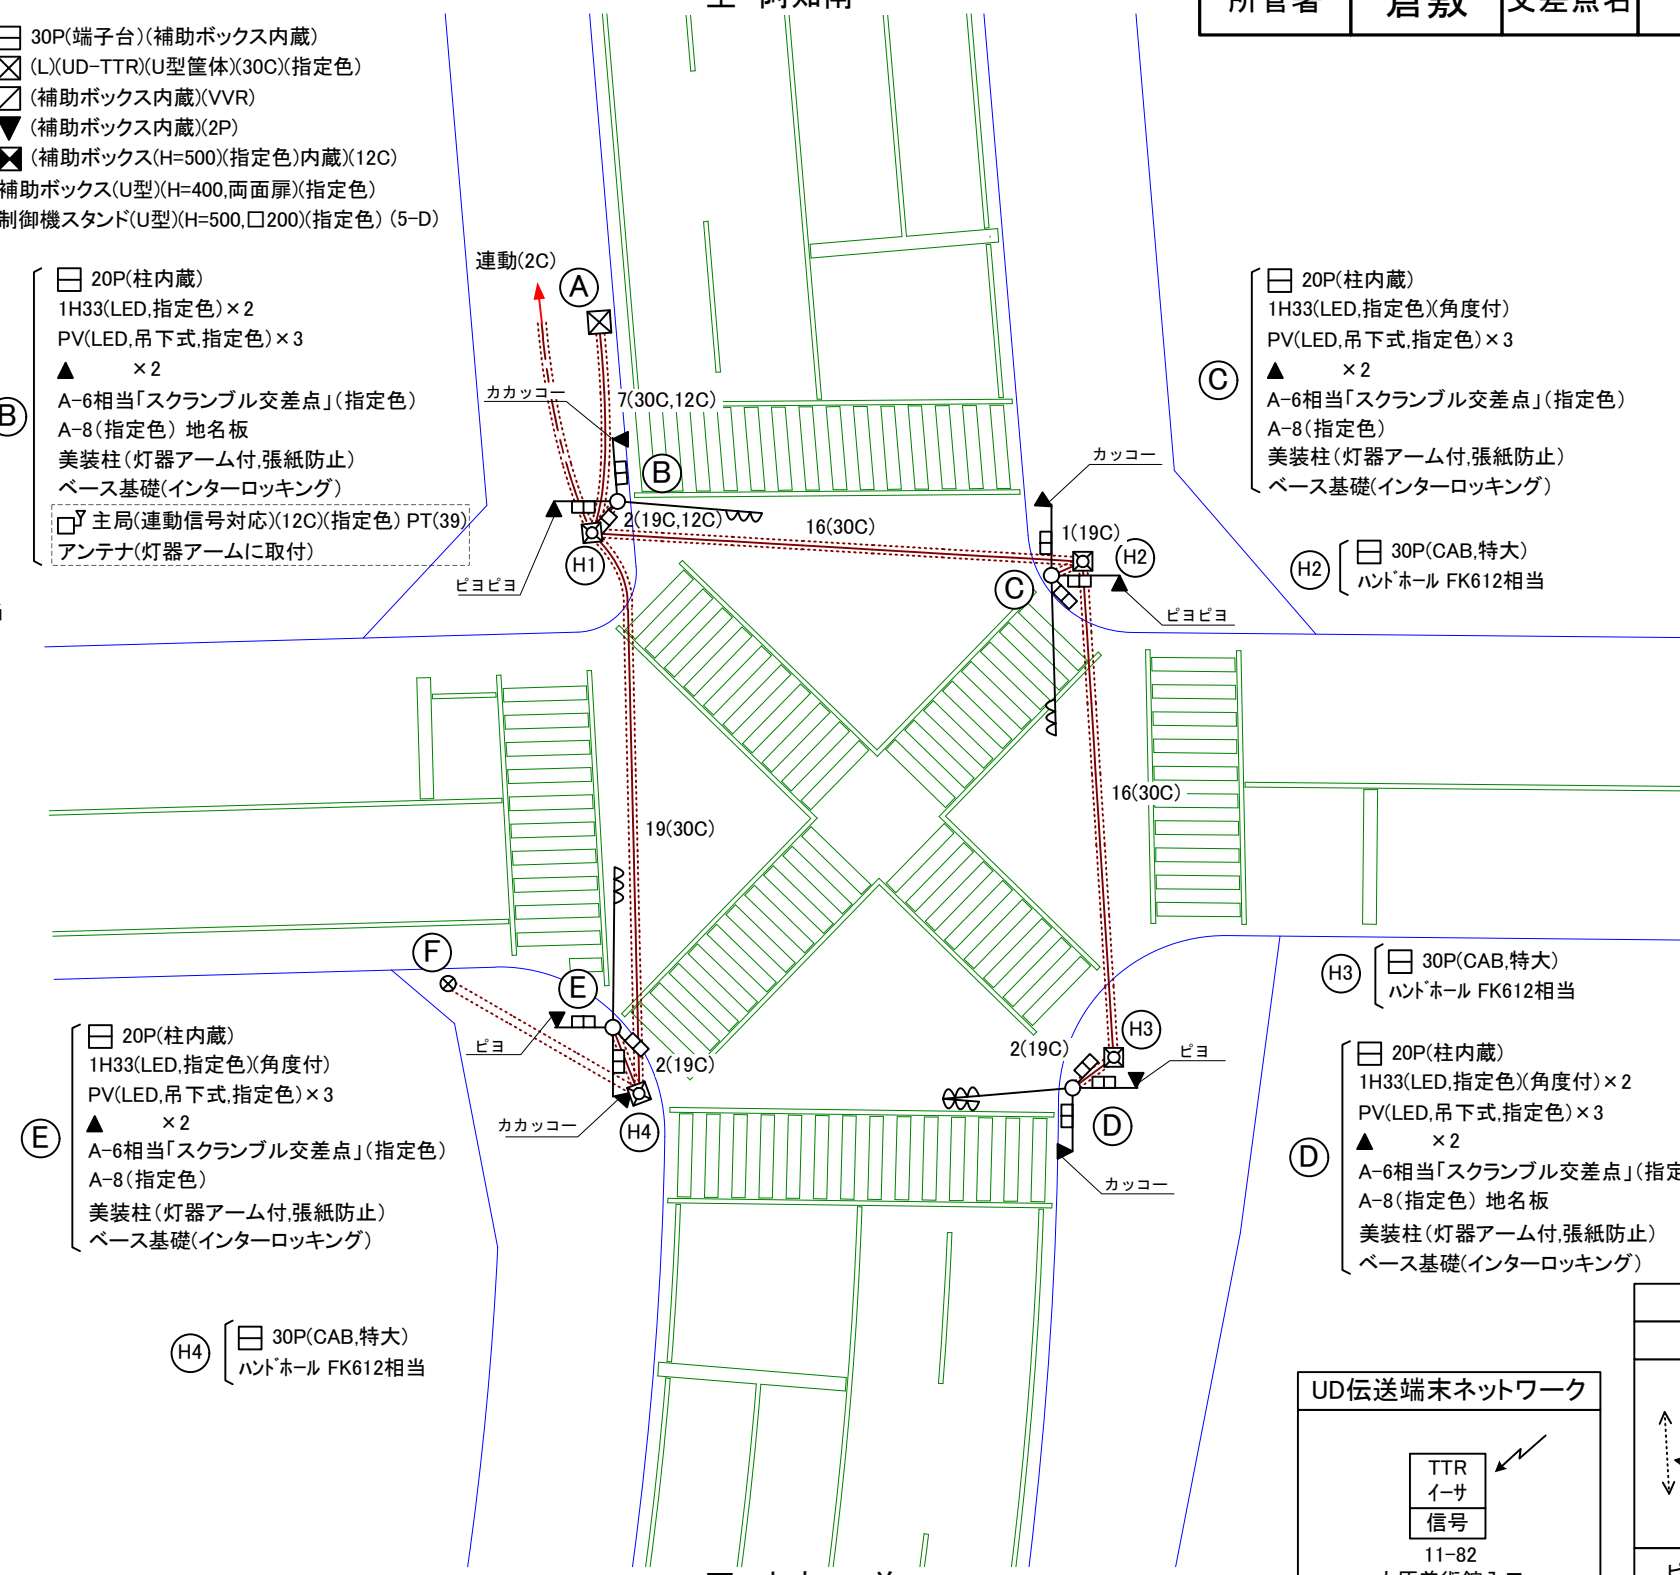 所管署
倉敷
交差点名
30P(端子台)(補助ボックス内蔵)
(L)(UD-TTR)(U型筐体)(30C)(指定色)
(補助ボックス内蔵)(VVR)
(補助ボックス内蔵)(2P)
(補助ボックス(H=500)(指定色)内蔵)(12C)
補助ボックス(U型)(H=400,両面扉)(指定色)
制御機スタンド(U型)(H=500,□200)(指定色) (5-D)
B
20P(柱内蔵)
1H33(LED,指定色)×2
PV(LED,吊下式,指定色)×3
▲ ×2
A-6相当「スクランブル交差点」(指定色)
A-8(指定色) 地名板
美装柱(灯器アーム付,張紙防止)
ベース基礎(インターロッキング)
主局(連動信号対応)(12C)(指定色) PT(39)
アンテナ(灯器アームに取付)
連動(2C)
A
カカッコー
7(30C,12C)
B
2(19C,12C)
16(30C)
H1
ピヨピヨ
カッコー
1(19C)
H2
C
ピヨピヨ
C
20P(柱内蔵)
1H33(LED,指定色)(角度付)
PV(LED,吊下式,指定色)×3
▲ ×2
A-6相当「スクランブル交差点」(指定色)
A-8(指定色)
美装柱(灯器アーム付,張紙防止)
ベース基礎(インターロッキング)
H2
30P(CAB,特大)
ハンドホール FK612相当
16(30C)
19(30C)
F
E
ピヨ
2(19C)
カカッコー
H4
H3
2(19C)
ピヨ
D
カッコー
H3
30P(CAB,特大)
ハンドホール FK612相当
E
20P(柱内蔵)
1H33(LED,指定色)(角度付)
PV(LED,吊下式,指定色)×3
▲ ×2
A-6相当「スクランブル交差点」(指定色)
A-8(指定色)
美装柱(灯器アーム付,張紙防止)
ベース基礎(インターロッキング)
D
20P(柱内蔵)
1H33(LED,指定色)(角度付)×2
PV(LED,吊下式,指定色)×3
▲ ×2
A-6相当「スクランブル交差点」(指定
A-8(指定色) 地名板
美装柱(灯器アーム付,張紙防止)
ベース基礎(インターロッキング)
H4
30P(CAB,特大)
ハンドホール FK612相当
UD伝送端末ネットワーク
TTR
イーサ
信号
11-82